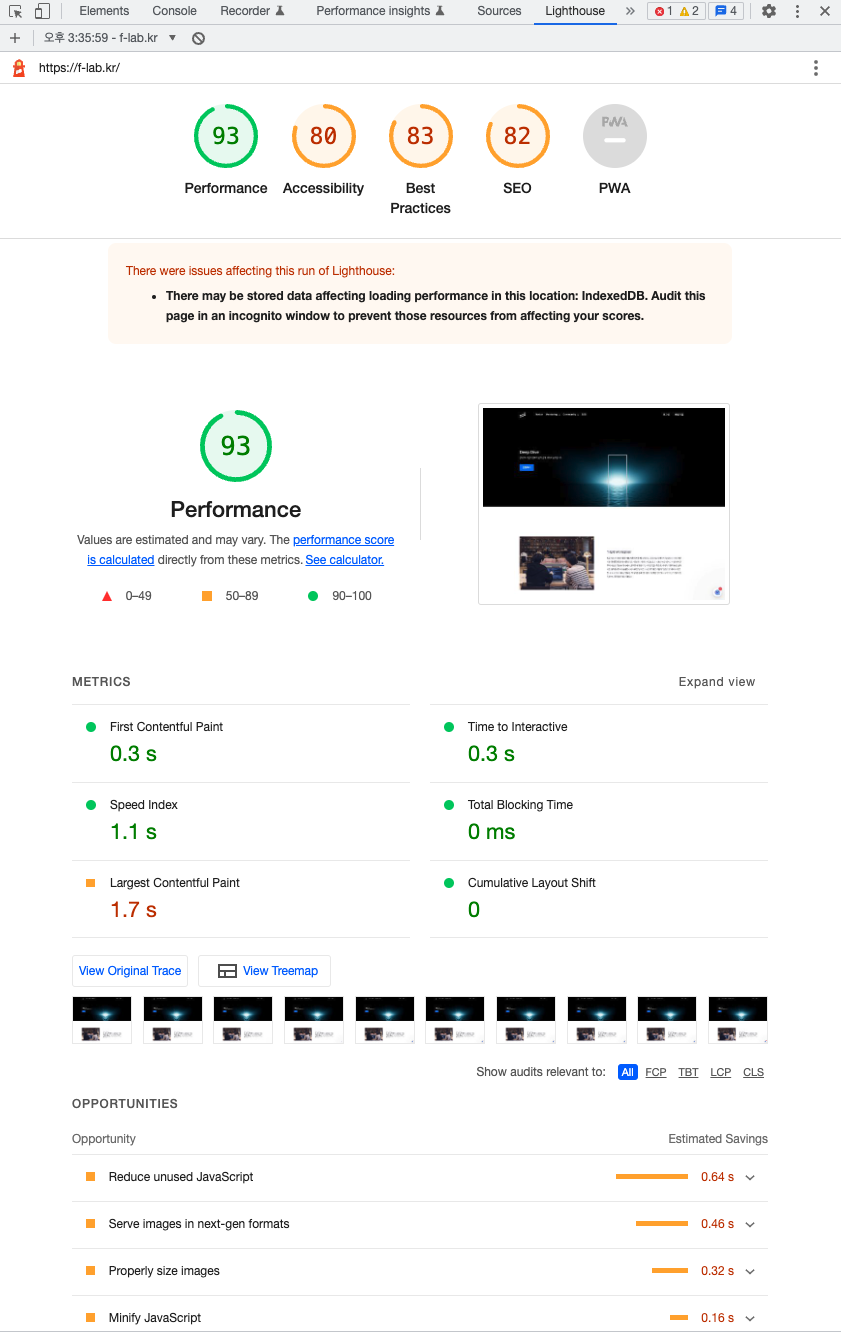 Elements Console Recorder Performance insights Sources Lighthouse » 1 2 4
오후 3:35:59 - f-lab.kr
https://f-lab.kr/
93 80 83 82 PWA
Performance Accessibility Best Practices SEO PWA
There were issues affecting this run of Lighthouse:
• There may be stored data affecting loading performance in this location: IndexedDB. Audit this
page in an incognito window to prevent those resources from affecting your scores.
93
Performance
Values are estimated and may vary. The performance score
is calculated directly from these metrics. See calculator.
0–49 50–89 90–100
METRICS Expand view
First Contentful Paint
0.3 s
Time to Interactive
0.3 s
Speed Index
1.1 s
Total Blocking Time
0 ms
Largest Contentful Paint
1.7 s
Cumulative Layout Shift
0
View Original Trace View Treemap
Show audits relevant to: All FCP TBT LCP CLS
OPPORTUNITIES
Opportunity Estimated Savings
Reduce unused JavaScript 0.64 s
Serve images in next-gen formats 0.46 s
Properly size images 0.32 s
Minify JavaScript 0.16 s